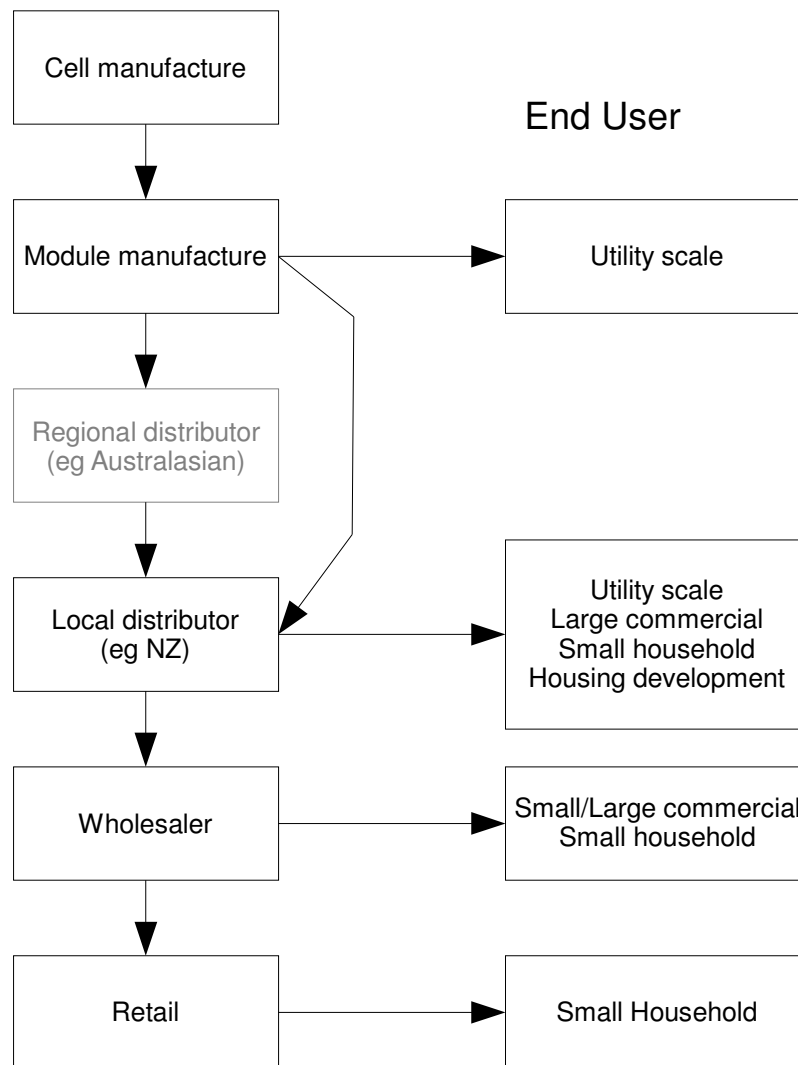 Cell manufacture
End User
Module manufacture
Utility scale
Regional distributor
(eg Australasian)
Local distributor
(eg NZ)
Utility scale
Large commercial
Small household
Housing development
Wholesaler
Small/Large commercial
Small household
Retail
Small Household